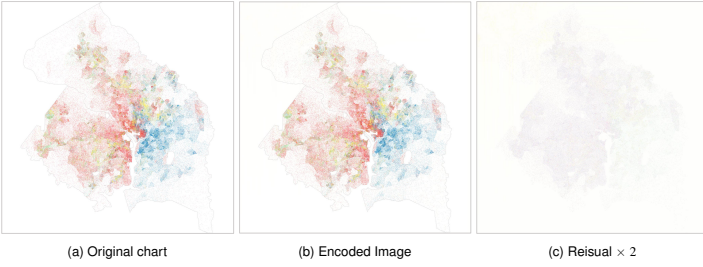 (a) Original chart
(b) Encoded Image
(c) Reisual × 2